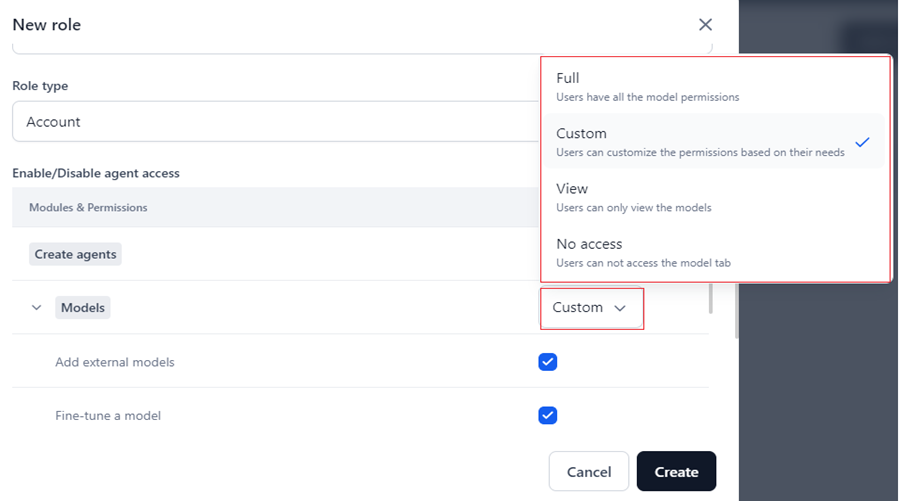 New role
Role type
Account
Enable/Disable agent access
Modules & Permissions
Create agents
Models
Custom
Add external models
Fine-tune a model
Cancel
Create
Full
Users have all the model permissions
Custom
Users can customize the permissions based on their needs
View
Users can only view the models
No access
Users can not access the model tab